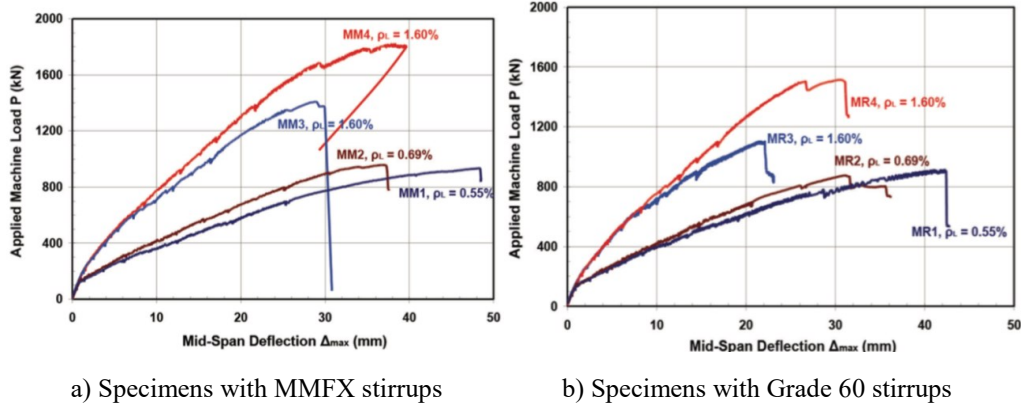 2000
1600
1200
800
400
0
Applied Machine Load P (kN)
MM4, ρL = 1.60%
MM3, ρL = 1.60%
MM2, ρL = 0.69%
MM1, ρL = 0.55%
0 10 20 30 40 50
Mid-Span Deflection Δmax (mm)
a) Specimens with MMFX stirrups
2000
1600
1200
800
400
0
Applied Machine Load P (kN)
MR4, ρL = 1.60%
MR3, ρL = 1.60%
MR2, ρL = 0.69%
MR1, ρL = 0.55%
0 10 20 30 40 50
Mid-Span Deflection Δmax (mm)
b) Specimens with Grade 60 stirrups